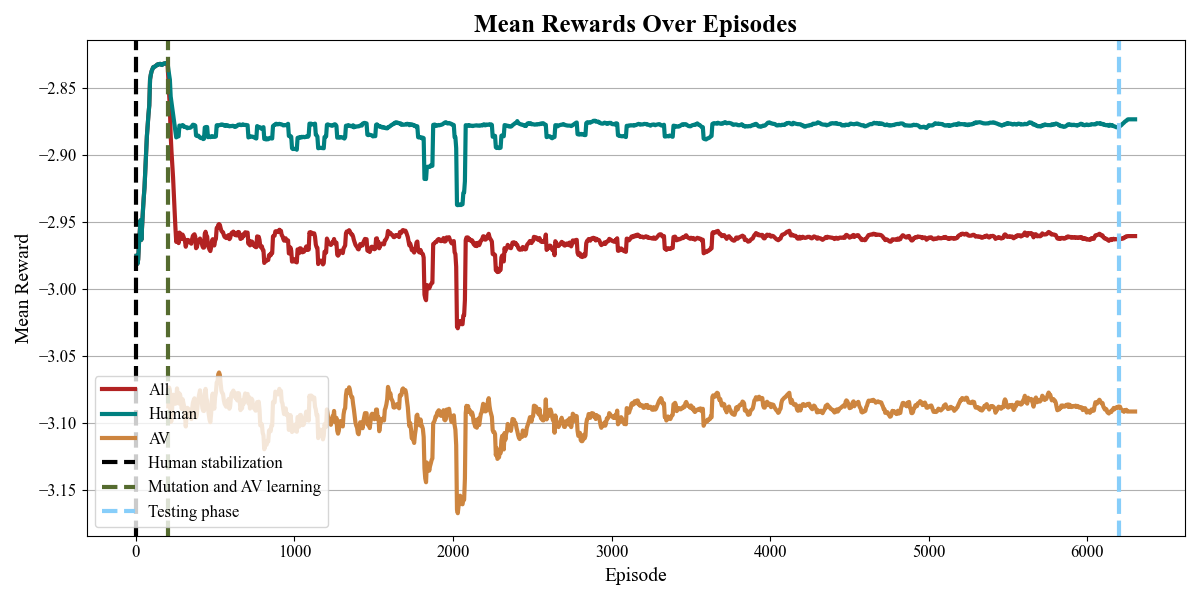 Mean Rewards Over Episodes
Mean Reward
−2.85
−2.90
−2.95
−3.00
−3.05
−3.10
−3.15
All
Human
AV
Human stabilization
Mutation and AV learning
Testing phase
0
1000
2000
3000
4000
5000
6000
Episode